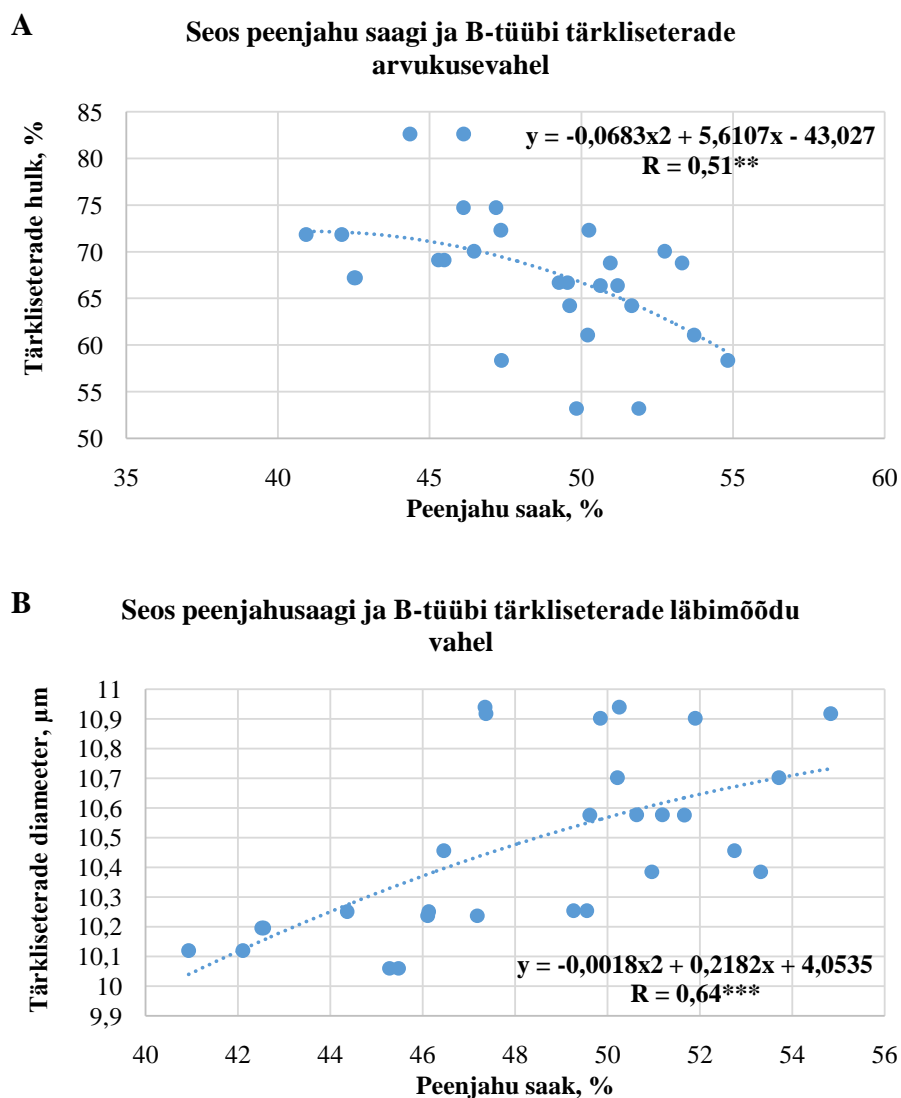 A
Seos peenjahu saagi ja B-tüübi tärkliseterade
arvukusevahel
y = -0,0683x2 + 5,6107x - 43,027
R = 0,51**
Tärkliseterade hulk, %
85
80
75
70
65
60
55
50
35 40 45 50 55 60
Peenjahu saak, %
B
Seos peenjahusaagi ja B-tüübi tärkliseterade läbimõõdu
vahel
Tärkliseterade diameeter, µm
11
10,9
10,8
10,7
10,6
10,5
10,4
10,3
10,2
10,1
10
9,9
y = -0,0018x2 + 0,2182x + 4,0535
R = 0,64***
40 42 44 46 48 50 52 54 56
Peenjahu saak, %